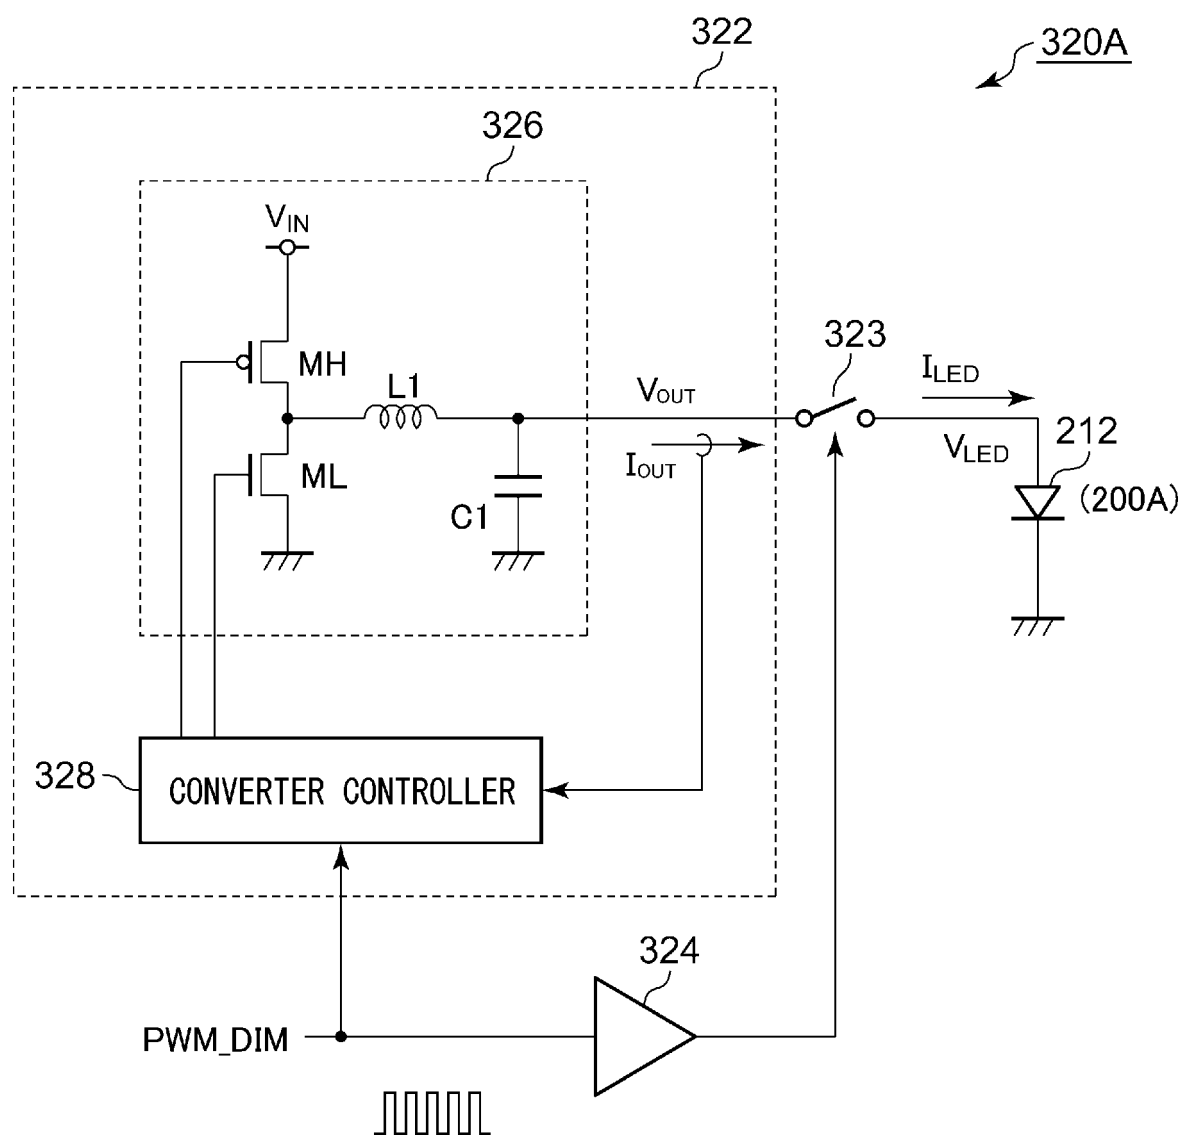 322
320A
326
VIN
MH
323
L1
VOUT
ILED
ML
IOUT
VLED
212
(200A)
C1
328
CONVERTER CONTROLLER
324
PWM_DIM